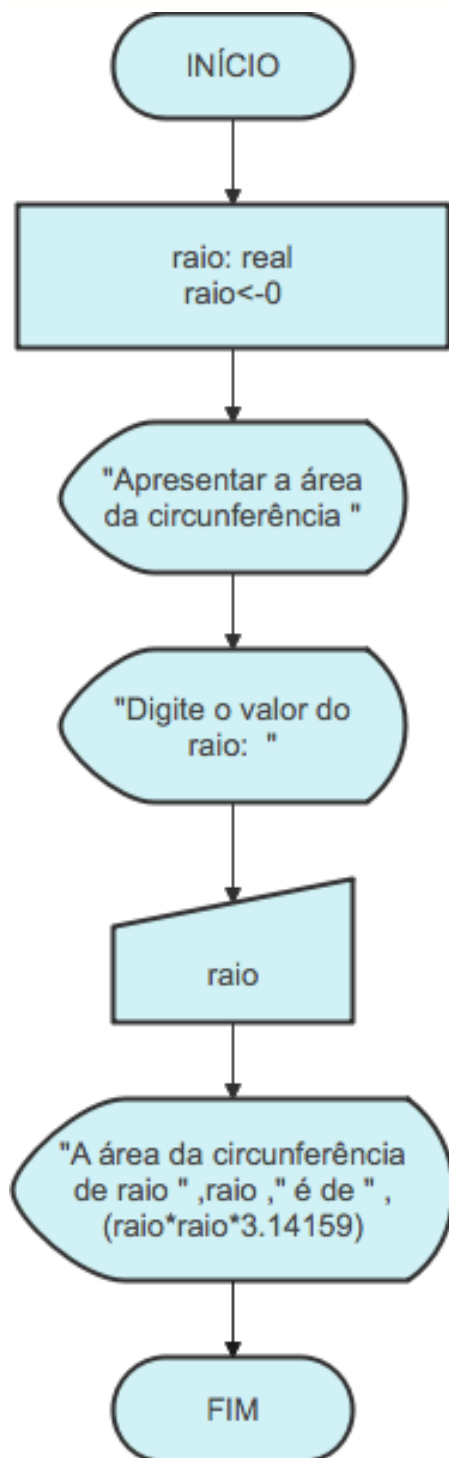 INÍCIO
raio: real
raio<-0
"Apresentar a área
da circunferência "
"Digite o valor do
raio:  "
raio
"A área da circunferência
de raio " ,raio ," é de " ,
(raio*raio*3.14159)
FIM